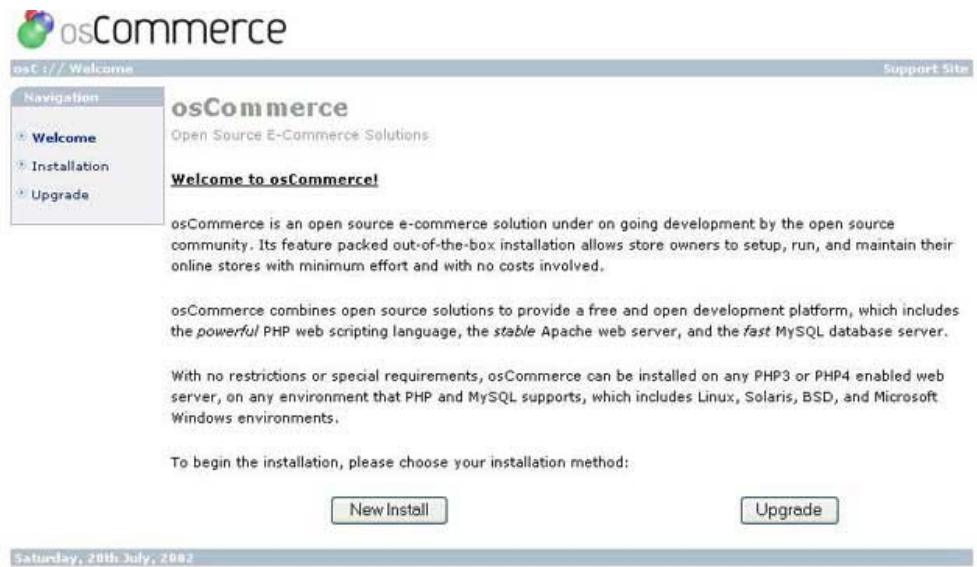 osCommerce
osC :// Welcome
Support Site
Navigation
Welcome
Installation
Upgrade
osCommerce
Open Source E-Commerce Solutions
Welcome to osCommerce!
osCommerce is an open source e-commerce solution under on going development by the open source
community. Its feature packed out-of-the-box installation allows store owners to setup, run, and maintain their
online stores with minimum effort and with no costs involved.
osCommerce combines open source solutions to provide a free and open development platform, which includes
the powerful PHP web scripting language, the stable Apache web server, and the fast MySQL database server.
With no restrictions or special requirements, osCommerce can be installed on any PHP3 or PHP4 enabled web
server, on any environment that PHP and MySQL supports, which includes Linux, Solaris, BSD, and Microsoft
Windows environments.
To begin the installation, please choose your installation method:
New Install
Upgrade
Saturday, 20th July, 2002